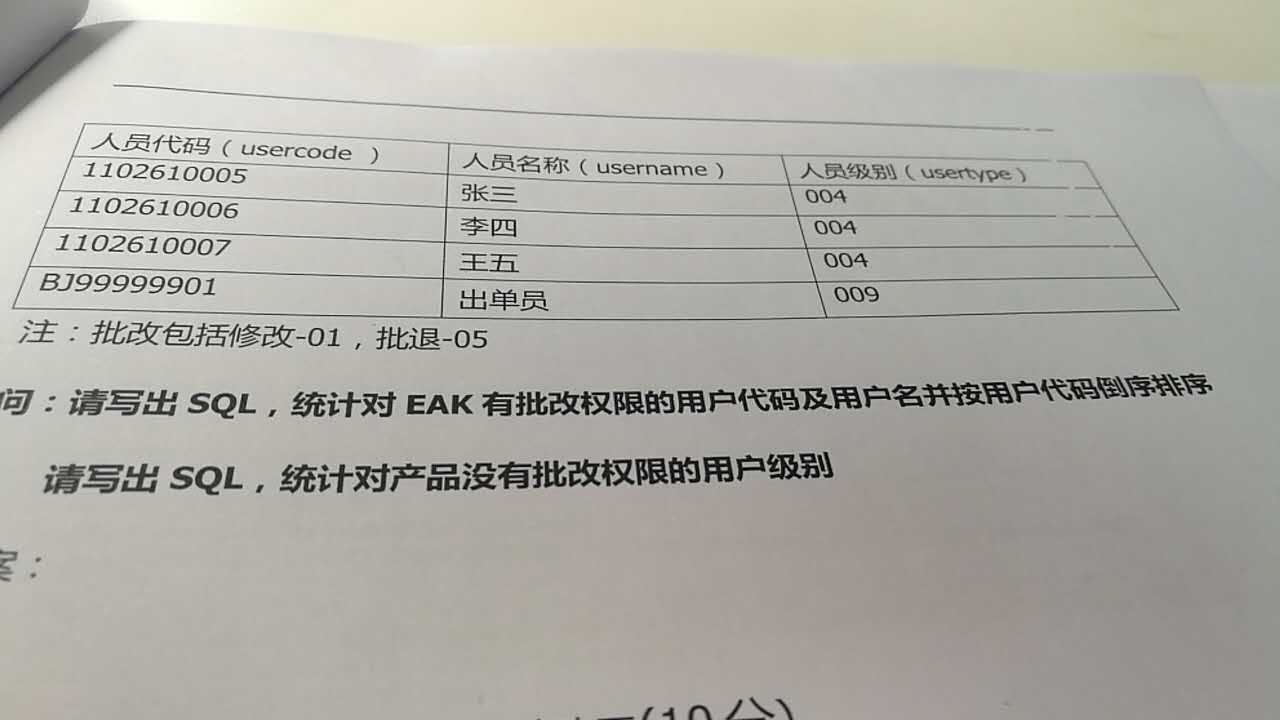 人员代码（usercode ） 人员名称（username） 人员级别（usertype）
1102610005 张三 004
1102610006 李四 004
1102610007 王五 004
BJ99999901 出单员 009
注：批改包括修改-01，批退-05
问：请写出 SQL，统计对 EAK 有批改权限的用户代码及用户名并按用户代码倒序排序
请写出 SQL，统计对产品没有批改权限的用户级别
案：
(10 分)